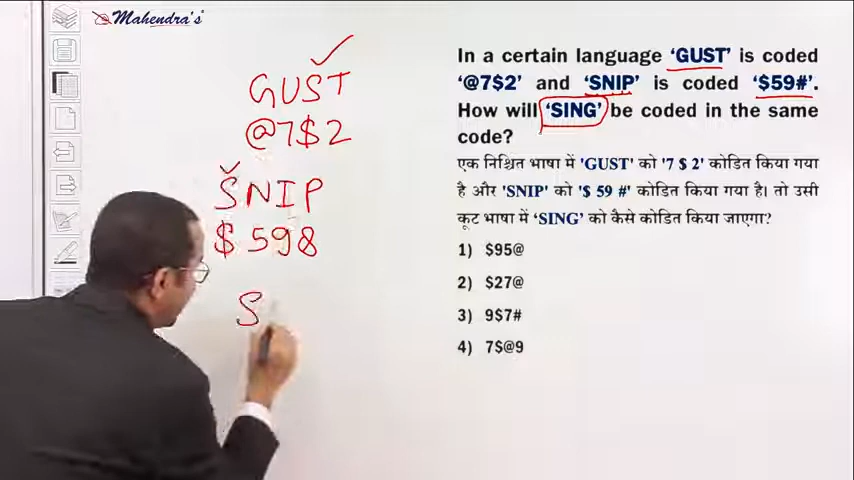 Mahendra's
GUST
@7$2
SNIP
$598
S
In a certain language 'GUST' is coded
'@7$2' and 'SNIP' is coded '$59#'.
How will 'SING' be coded in the same
code?
एक निश्चित भाषा में 'GUST' को '7 $ 2' कोडित किया गया
है और 'SNIP' को '$ 59 #' कोडित किया गया है। तो उसी
कूट भाषा में 'SING' को कैसे कोडित किया जाएगा?
1) $95@
2) $27@
3) 9$7#
4) 7$@9